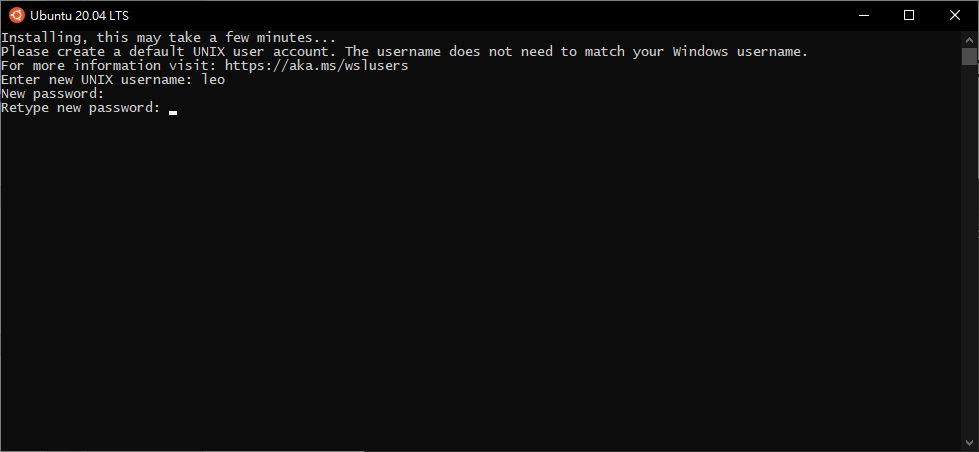 Ubuntu 20.04 LTS
Installing, this may take a few minutes...
Please create a default UNIX user account. The username does not need to match your Windows username.
For more information visit: https://aka.ms/wslusers
Enter new UNIX username: leo
New password:
Retype new password: